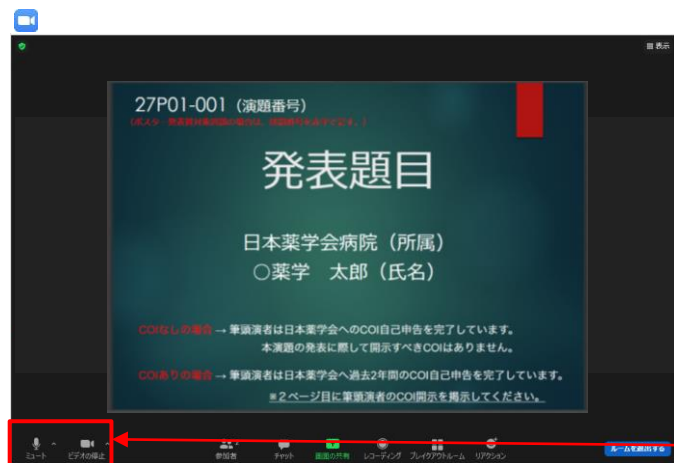 表示
27P01-001（演題番号）
発表題目
日本薬学会病院（所属）
○薬学　太郎（氏名）
COIなしの場合 → 筆頭演者は日本薬学会へのCOI自己申告を完了しています。
本演題の発表に際して開示すべきCOIはありません。
COIありの場合 → 筆頭演者は日本薬学会へ過去2年間のCOI自己申告を完了しています。
※２ページ目に筆頭演者のCOI開示を掲示してください。
ミュート ビデオの停止 参加者 チャット 画面の共有 レコーディング ブレイクアウトルーム リアクション ルームを退出する